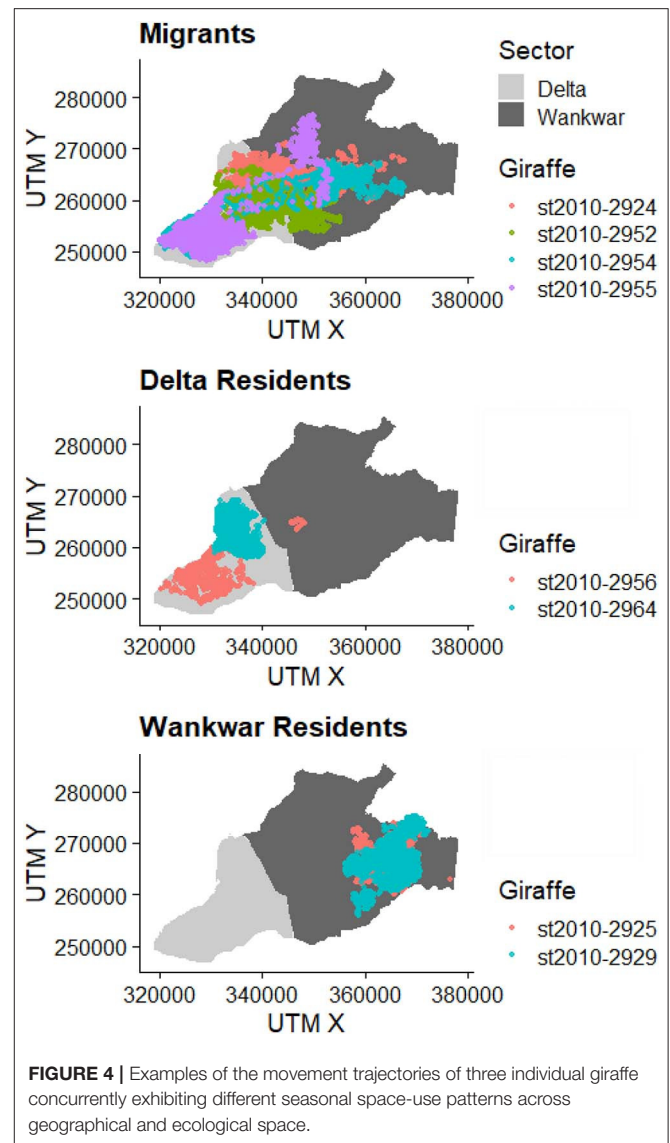 Migrants
Sector
Delta
Wankwar
Giraffe
st2010-2924
st2010-2952
st2010-2954
st2010-2955
UTM Y
280000
270000
260000
250000
320000 340000 360000 380000
UTM X
Delta Residents
UTM Y
280000
270000
260000
250000
Giraffe
st2010-2956
st2010-2964
320000 340000 360000 380000
UTM X
Wankwar Residents
UTM Y
280000
270000
260000
250000
Giraffe
st2010-2925
st2010-2929
320000 340000 360000 380000
UTM X
FIGURE 4 | Examples of the movement trajectories of three individual giraffe
concurrently exhibiting different seasonal space-use patterns across
geographical and ecological space.